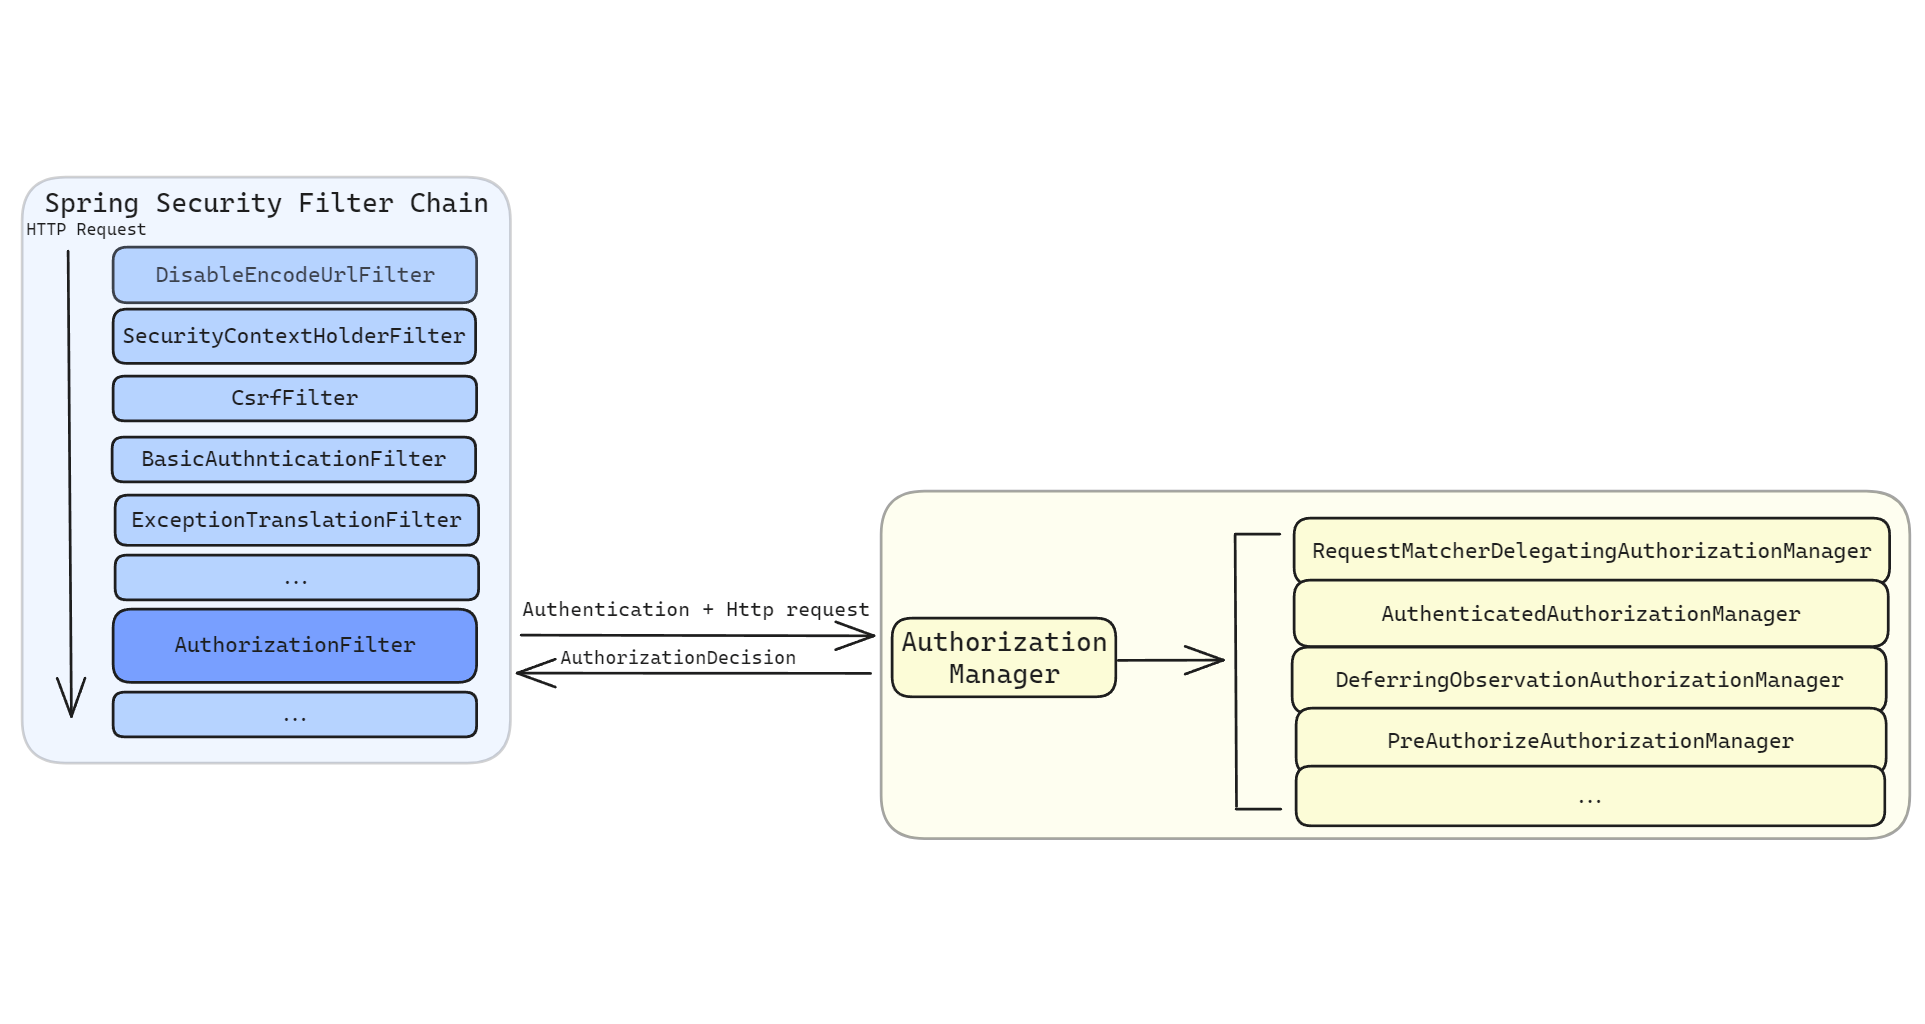 Spring Security Filter Chain
HTTP Request
DisableEncodeUrlFilter
SecurityContextHolderFilter
CsrfFilter
BasicAuthnticationFilter
ExceptionTranslationFilter
...
AuthorizationFilter
...
Authentication + Http request
AuthorizationDecision
Authorization
Manager
RequestMatcherDelegatingAuthorizationManager
AuthenticatedAuthorizationManager
DeferringObservationAuthorizationManager
PreAuthorizeAuthorizationManager
...